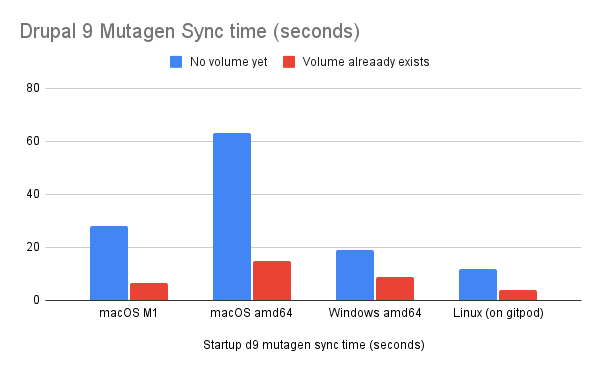 Drupal 9 Mutagen Sync time (seconds)
No volume yet Volume alreaady exists
80
60
40
20
0
macOS M1 macOS amd64 Windows amd64 Linux (on gitpod)
Startup d9 mutagen sync time (seconds)